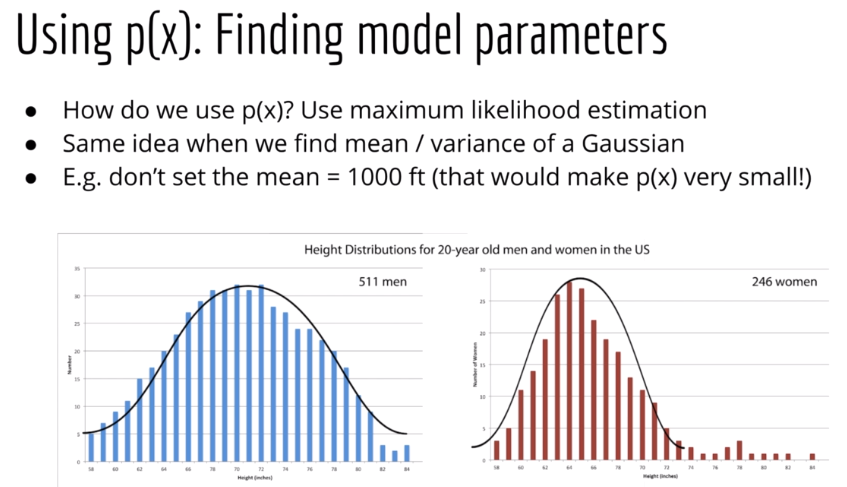 Using p(x): Finding model parameters
● How do we use p(x)? Use maximum likelihood estimation
● Same idea when we find mean / variance of a Gaussian
● E.g. don't set the mean = 1000 ft (that would make p(x) very small!)
Height Distributions for 20-year old men and women in the US
511 men
35
30
25
20
15
10
5
0
Number
58 60 62 64 66 68 70 72 74 76 78 80 82 84
Height (inches)
246 women
30
25
20
15
10
5
0
Number of Women
58 60 62 64 66 68 70 72 74 76 78 80 82 84
Height (inches)